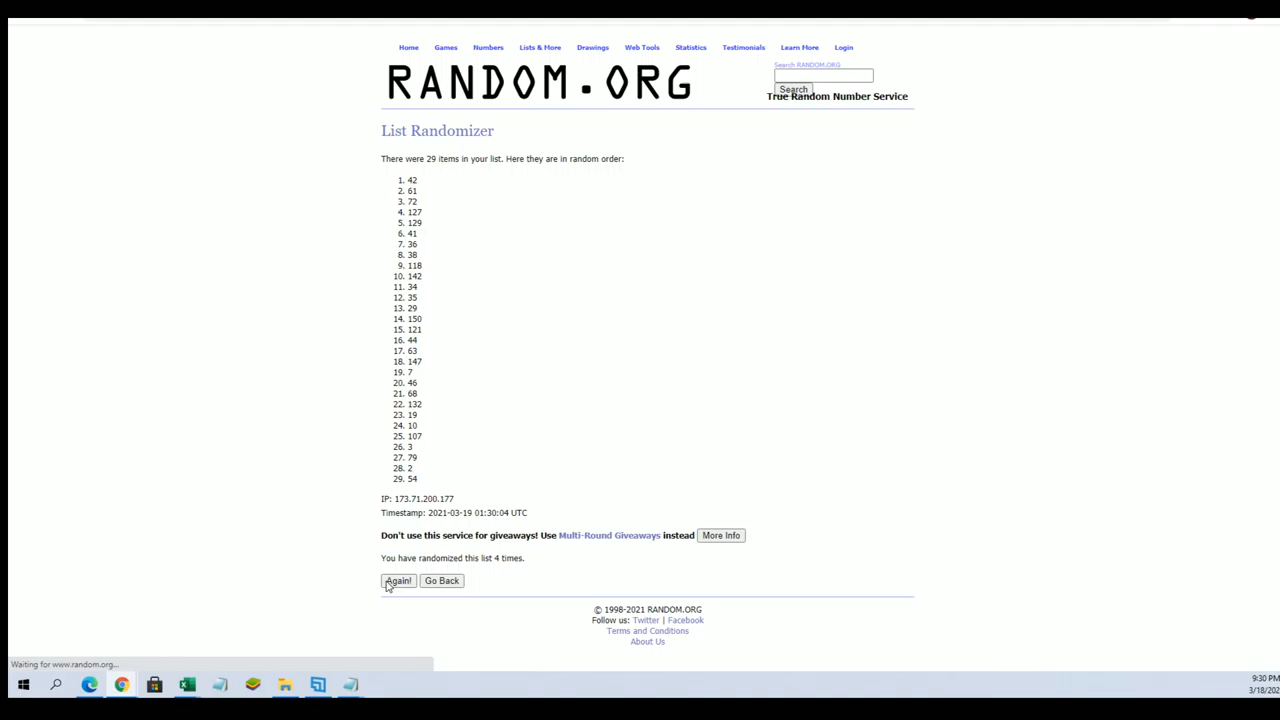 Home Games Numbers Lists & More Drawings Web Tools Statistics Testimonials Learn More Login
RANDOM.ORG
Search RANDOM.ORG
Search
True Random Number Service
List Randomizer
There were 29 items in your list. Here they are in random order:
1. 42
2. 61
3. 72
4. 127
5. 129
6. 41
7. 36
8. 38
9. 118
10. 142
11. 34
12. 35
13. 29
14. 150
15. 121
16. 44
17. 63
18. 147
19. 7
20. 46
21. 68
22. 132
23. 19
24. 10
25. 107
26. 3
27. 79
28. 2
29. 54
IP: 173.71.200.177
Timestamp: 2021-03-19 01:30:04 UTC
Don't use this service for giveaways! Use Multi-Round Giveaways instead More Info
You have randomized this list 4 times.
Again! Go Back
© 1998-2021 RANDOM.ORG
Follow us: Twitter | Facebook
Terms and Conditions
About Us
Waiting for www.random.org...
9:30 PM
3/18/202